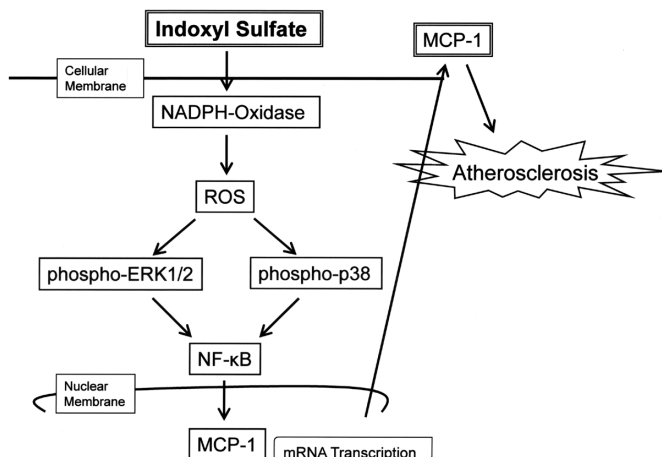 Indoxyl Sulfate
MCP-1
Cellular
Membrane
NADPH-Oxidase
Atherosclerosis
ROS
phospho-ERK1/2
phospho-p38
NF-κB
Nuclear
Membrane
MCP-1
mRNA Transcription